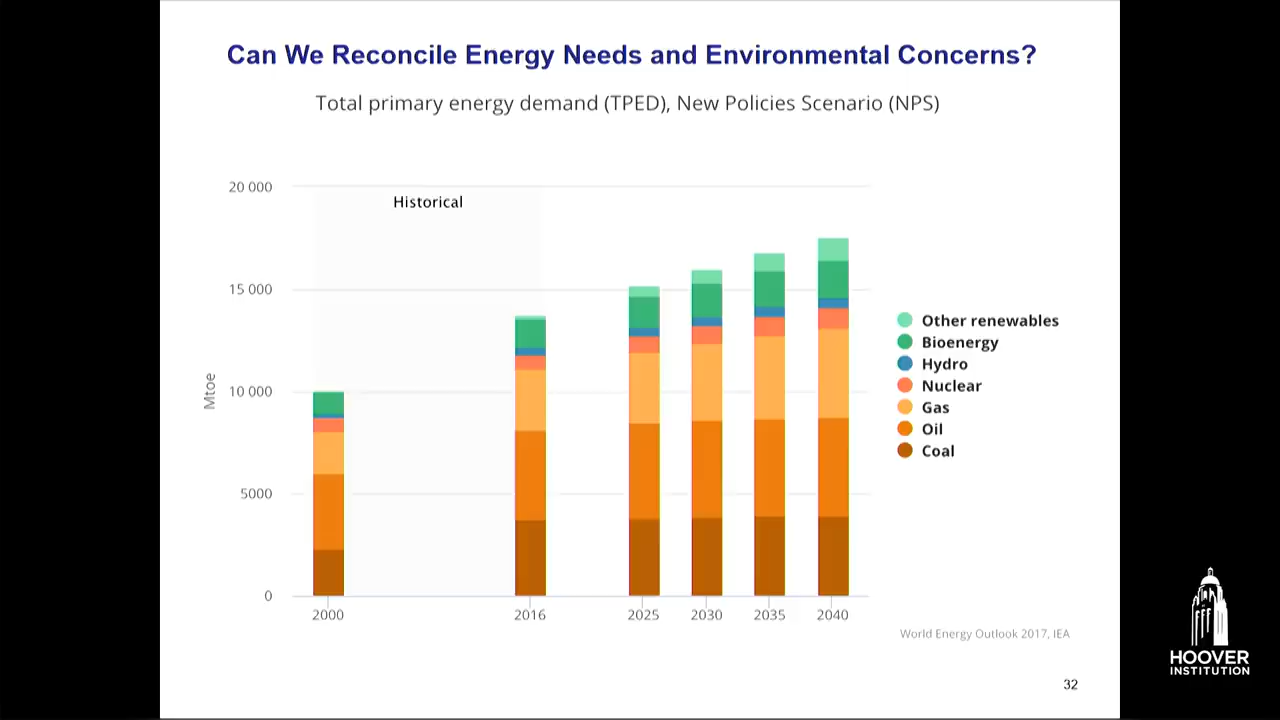 Can We Reconcile Energy Needs and Environmental Concerns?
Total primary energy demand (TPED), New Policies Scenario (NPS)
20 000
Historical
15 000
10 000
5000
0
Mtoe
2000
2016
2025
2030
2035
2040
Other renewables
Bioenergy
Hydro
Nuclear
Gas
Oil
Coal
World Energy Outlook 2017, IEA
32
HOOVER
INSTITUTION